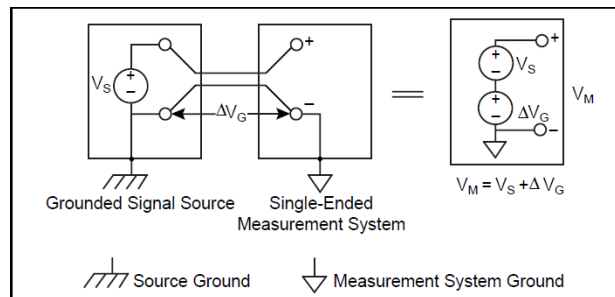 +
V_S
+
−
ΔV_G
−
=
+
+
−
V_S
+
−
ΔV_G
−
V_M
Grounded Signal Source
Single-Ended
Measurement System
V_M = V_S + ΔV_G
Source Ground
Measurement System Ground